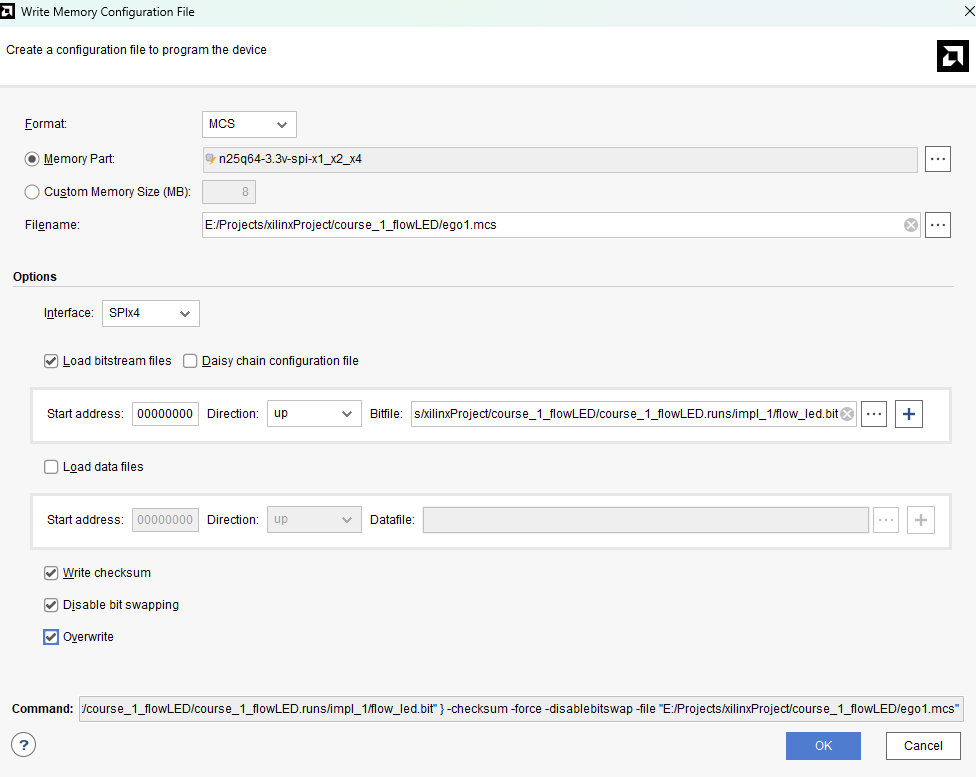 Write Memory Configuration File
Create a configuration file to program the device
Format: MCS
Memory Part: n25q64-3.3v-spi-x1_x2_x4 ...
Custom Memory Size (MB): 8
Filename: E:/Projects/xilinxProject/course_1_flowLED/ego1.mcs ...
Options
Interface: SPIx4
Load bitstream files Daisy chain configuration file
Start address: 00000000 Direction: up Bitfile: s/xilinxProject/course_1_flowLED/course_1_flowLED.runs/impl_1/flow_led.bit ... +
Load data files
Start address: 00000000 Direction: up Datafile: ... +
Write checksum
Disable bit swapping
Overwrite
Command: :/course_1_flowLED/course_1_flowLED.runs/impl_1/flow_led.bit" } -checksum -force -disablebitswap -file "E:/Projects/xilinxProject/course_1_flowLED/ego1.mcs"
? OK Cancel